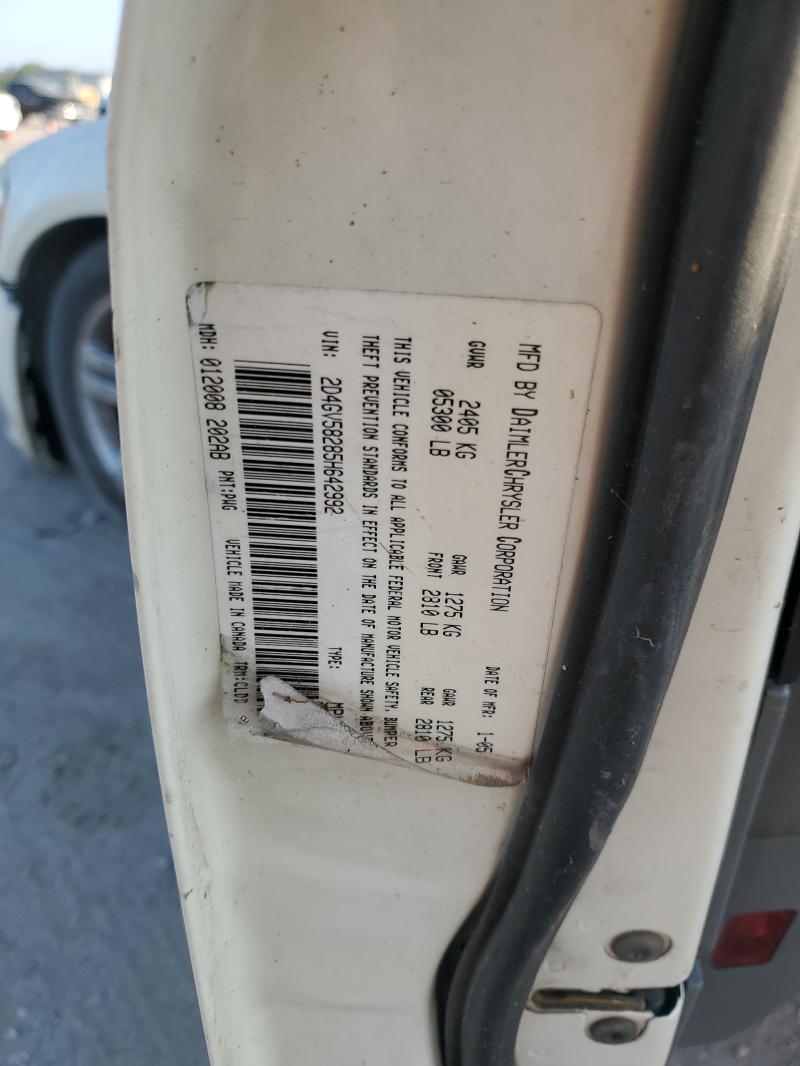 MFD BY DAIMLERCHRYSLER CORPORATION
DATE OF MFR: 1-05
GVWR 2405 KG
05300 LB
GAWR 1275 KG
FRONT 2810 LB
GAWR 1275 KG
REAR 2810 LB
THIS VEHICLE CONFORMS TO ALL APPLICABLE FEDERAL MOTOR VEHICLE SAFETY, BUMPER
THEFT PREVENTION STANDARDS IN EFFECT ON THE DATE OF MANUFACTURE SHOWN ABOVE
VIN: 2D4GV58285H642992 TYPE:
MDH: 012008 202AB PNT:PWG VEHICLE MADE IN CANADA TRM:CLDD